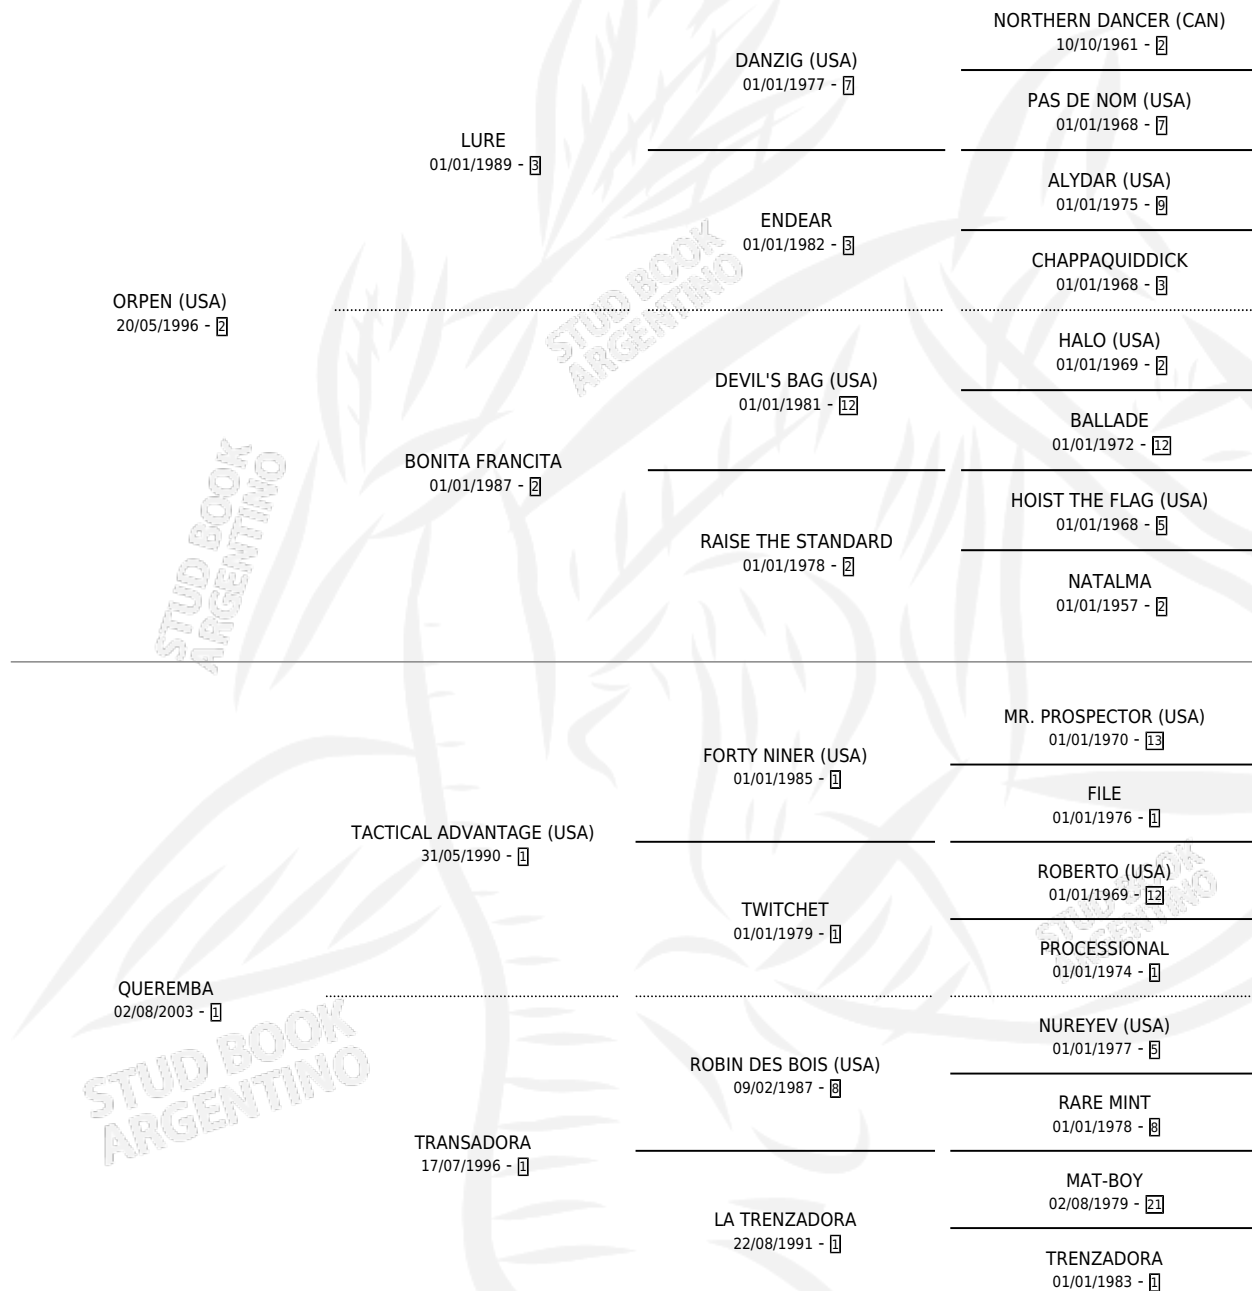 NORTHERN DANCER (CAN)
10/10/1961 - 2
DANZIG (USA)
01/01/1977 - 7
PAS DE NOM (USA)
01/01/1968 - 7
LURE
01/01/1989 - 3
ALYDAR (USA)
01/01/1975 - 9
ENDEAR
01/01/1982 - 3
CHAPPAQUIDDICK
01/01/1968 - 3
ORPEN (USA)
20/05/1996 - 2
HALO (USA)
01/01/1969 - 2
DEVIL'S BAG (USA)
01/01/1981 - 12
BALLADE
01/01/1972 - 12
BONITA FRANCITA
01/01/1987 - 2
HOIST THE FLAG (USA)
01/01/1968 - 5
RAISE THE STANDARD
01/01/1978 - 2
NATALMA
01/01/1957 - 2
MR. PROSPECTOR (USA)
01/01/1970 - 13
FORTY NINER (USA)
01/01/1985 - 1
FILE
01/01/1976 - 1
TACTICAL ADVANTAGE (USA)
31/05/1990 - 1
ROBERTO (USA)
01/01/1969 - 12
TWITCHET
01/01/1979 - 1
PROCESSIONAL
01/01/1974 - 1
QUEREMBA
02/08/2003 - 1
NUREYEV (USA)
01/01/1977 - 5
ROBIN DES BOIS (USA)
09/02/1987 - 8
RARE MINT
01/01/1978 - 8
TRANSADORA
17/07/1996 - 1
MAT-BOY
02/08/1979 - 21
LA TRENZADORA
22/08/1991 - 1
TRENZADORA
01/01/1983 - 1
STUD BOOK
ARGENTINO
STUD BOOK
ARGENTINO
STUD BOOK
ARGENTINO
STUD BOOK
ARGENTINO